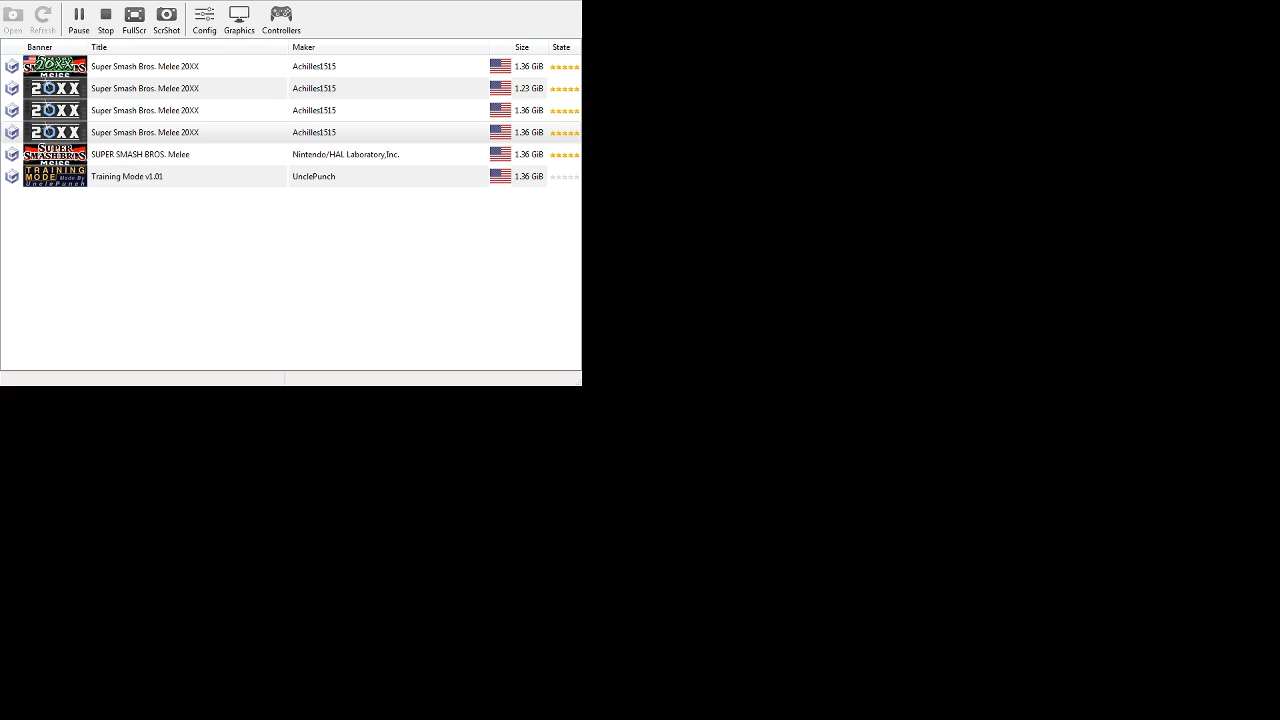 Open Refresh Pause Stop FullScr ScrShot Config Graphics Controllers
Banner Title Maker Size State
20XX Super Smash Bros. Melee 20XX Achilles1515 1.36 GiB
20XX Super Smash Bros. Melee 20XX Achilles1515 1.23 GiB
20XX Super Smash Bros. Melee 20XX Achilles1515 1.36 GiB
20XX Super Smash Bros. Melee 20XX Achilles1515 1.36 GiB
SUPER SMASH BROS. SUPER SMASH BROS. Melee Nintendo/HAL Laboratory,Inc. 1.36 GiB
TRAINING MODE Made By UnclePunch Training Mode v1.01 UnclePunch 1.36 GiB